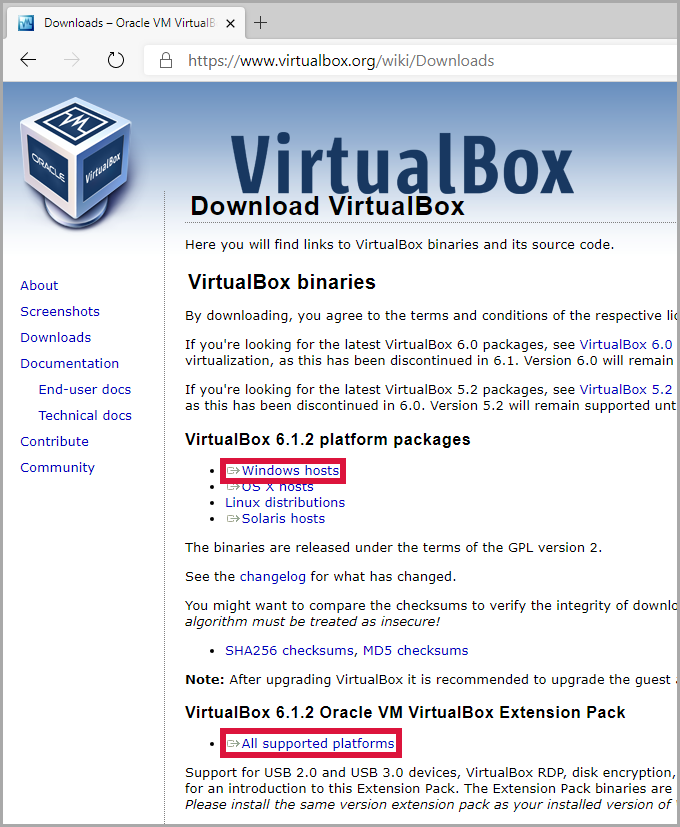 Downloads – Oracle VM VirtualB
https://www.virtualbox.org/wiki/Downloads
ORACLE
VirtualBox
VirtualBox
Download VirtualBox
Here you will find links to VirtualBox binaries and its source code.
About
Screenshots
Downloads
Documentation
End-user docs
Technical docs
Contribute
Community
VirtualBox binaries
By downloading, you agree to the terms and conditions of the respective
If you're looking for the latest VirtualBox 6.0 packages, see VirtualBox 6.0
virtualization, as this has been discontinued in 6.1. Version 6.0 will remain
If you're looking for the latest VirtualBox 5.2 packages, see VirtualBox 5.2
as this has been discontinued in 6.0. Version 5.2 will remain supported
VirtualBox 6.1.2 platform packages
Windows hosts
OS X hosts
Linux distributions
Solaris hosts
The binaries are released under the terms of the GPL version 2.
See the changelog for what has changed.
You might want to compare the checksums to verify the integrity of
algorithm must be treated as insecure!
SHA256 checksums, MD5 checksums
Note: After upgrading VirtualBox it is recommended to upgrade the guest
VirtualBox 6.1.2 Oracle VM VirtualBox Extension Pack
All supported platforms
Support for USB 2.0 and USB 3.0 devices, VirtualBox RDP, disk encryption,
for an introduction to this Extension Pack. The Extension Pack binaries are
Please install the same version extension pack as your installed version of